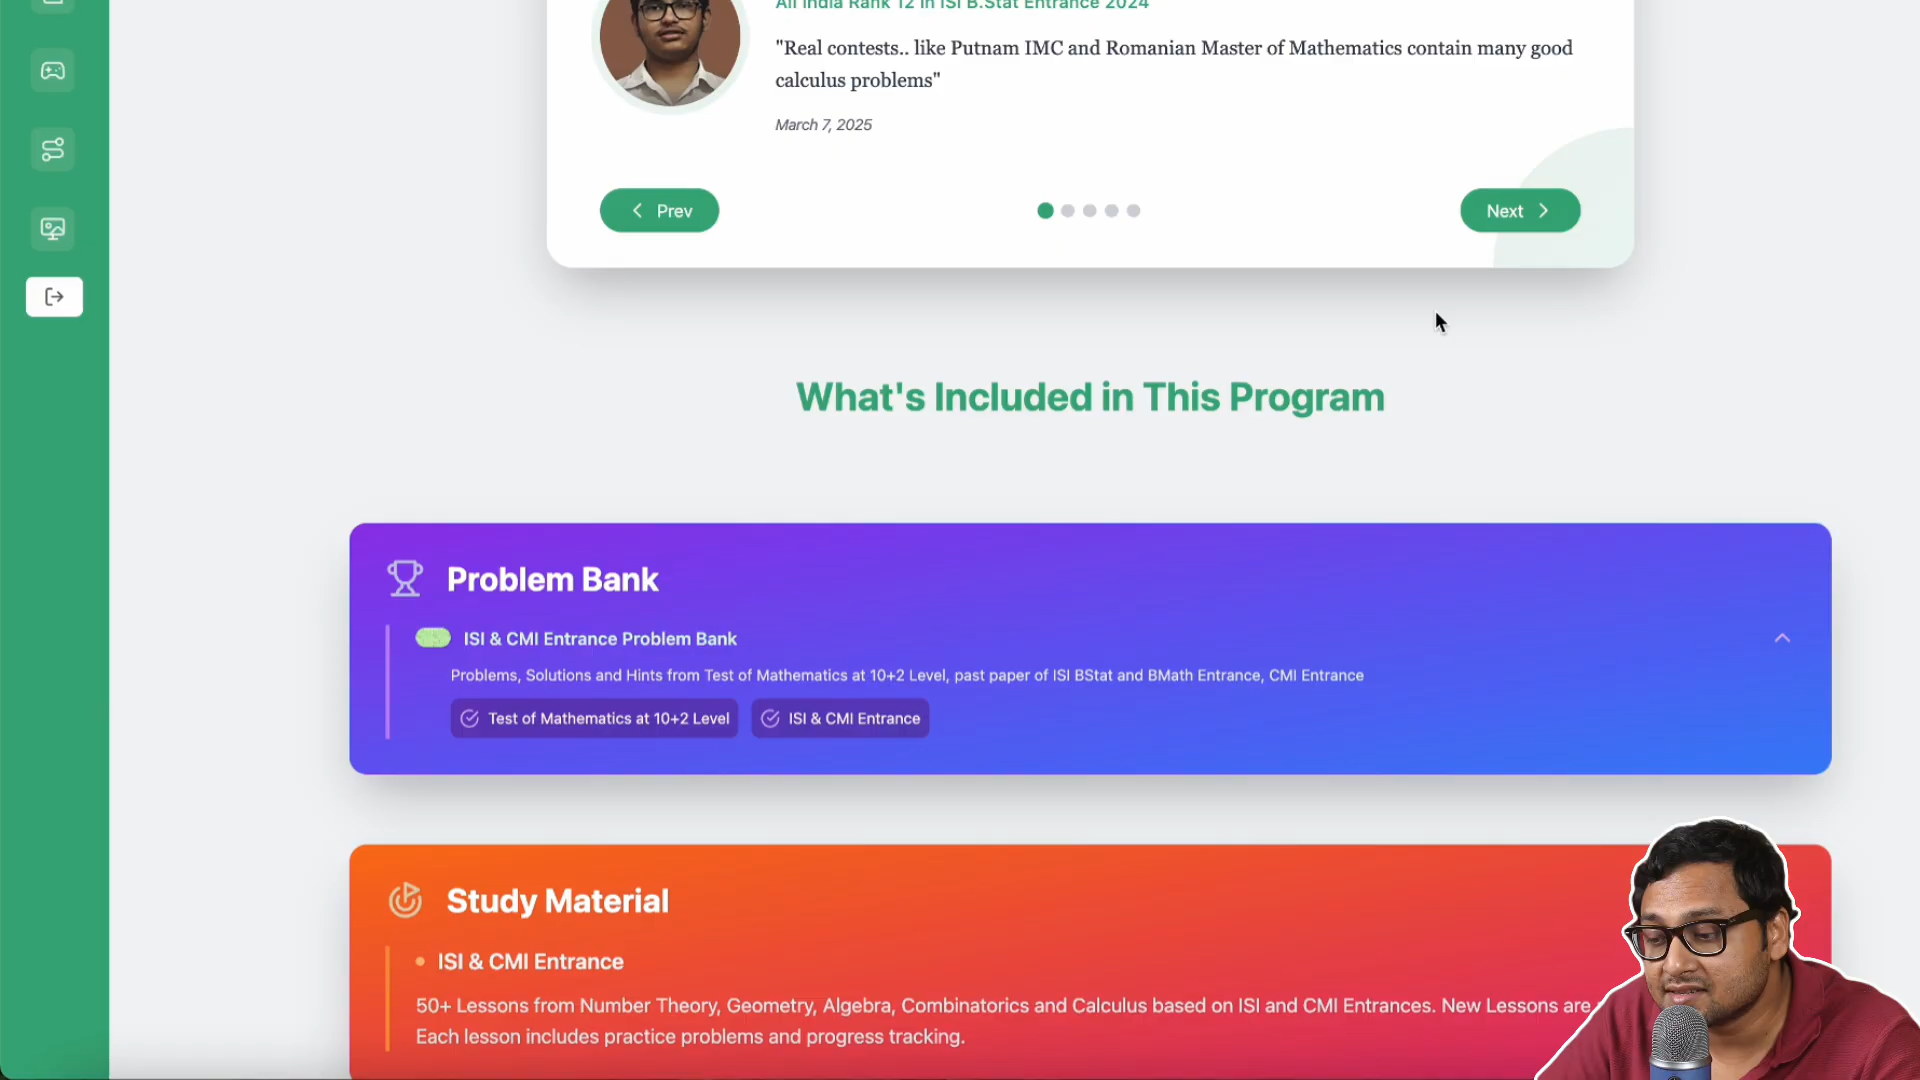 All India Rank 12 in ISI B.Stat Entrance 2024
"Real contests.. like Putnam IMC and Romanian Master of Mathematics contain many good
calculus problems"
March 7, 2025
Prev
Next
What's Included in This Program
Problem Bank
ISI & CMI Entrance Problem Bank
Problems, Solutions and Hints from Test of Mathematics at 10+2 Level, past paper of ISI BStat and BMath Entrance, CMI Entrance
Test of Mathematics at 10+2 Level
ISI & CMI Entrance
Study Material
ISI & CMI Entrance
50+ Lessons from Number Theory, Geometry, Algebra, Combinatorics and Calculus based on ISI and CMI Entrances. New Lessons are
Each lesson includes practice problems and progress tracking.